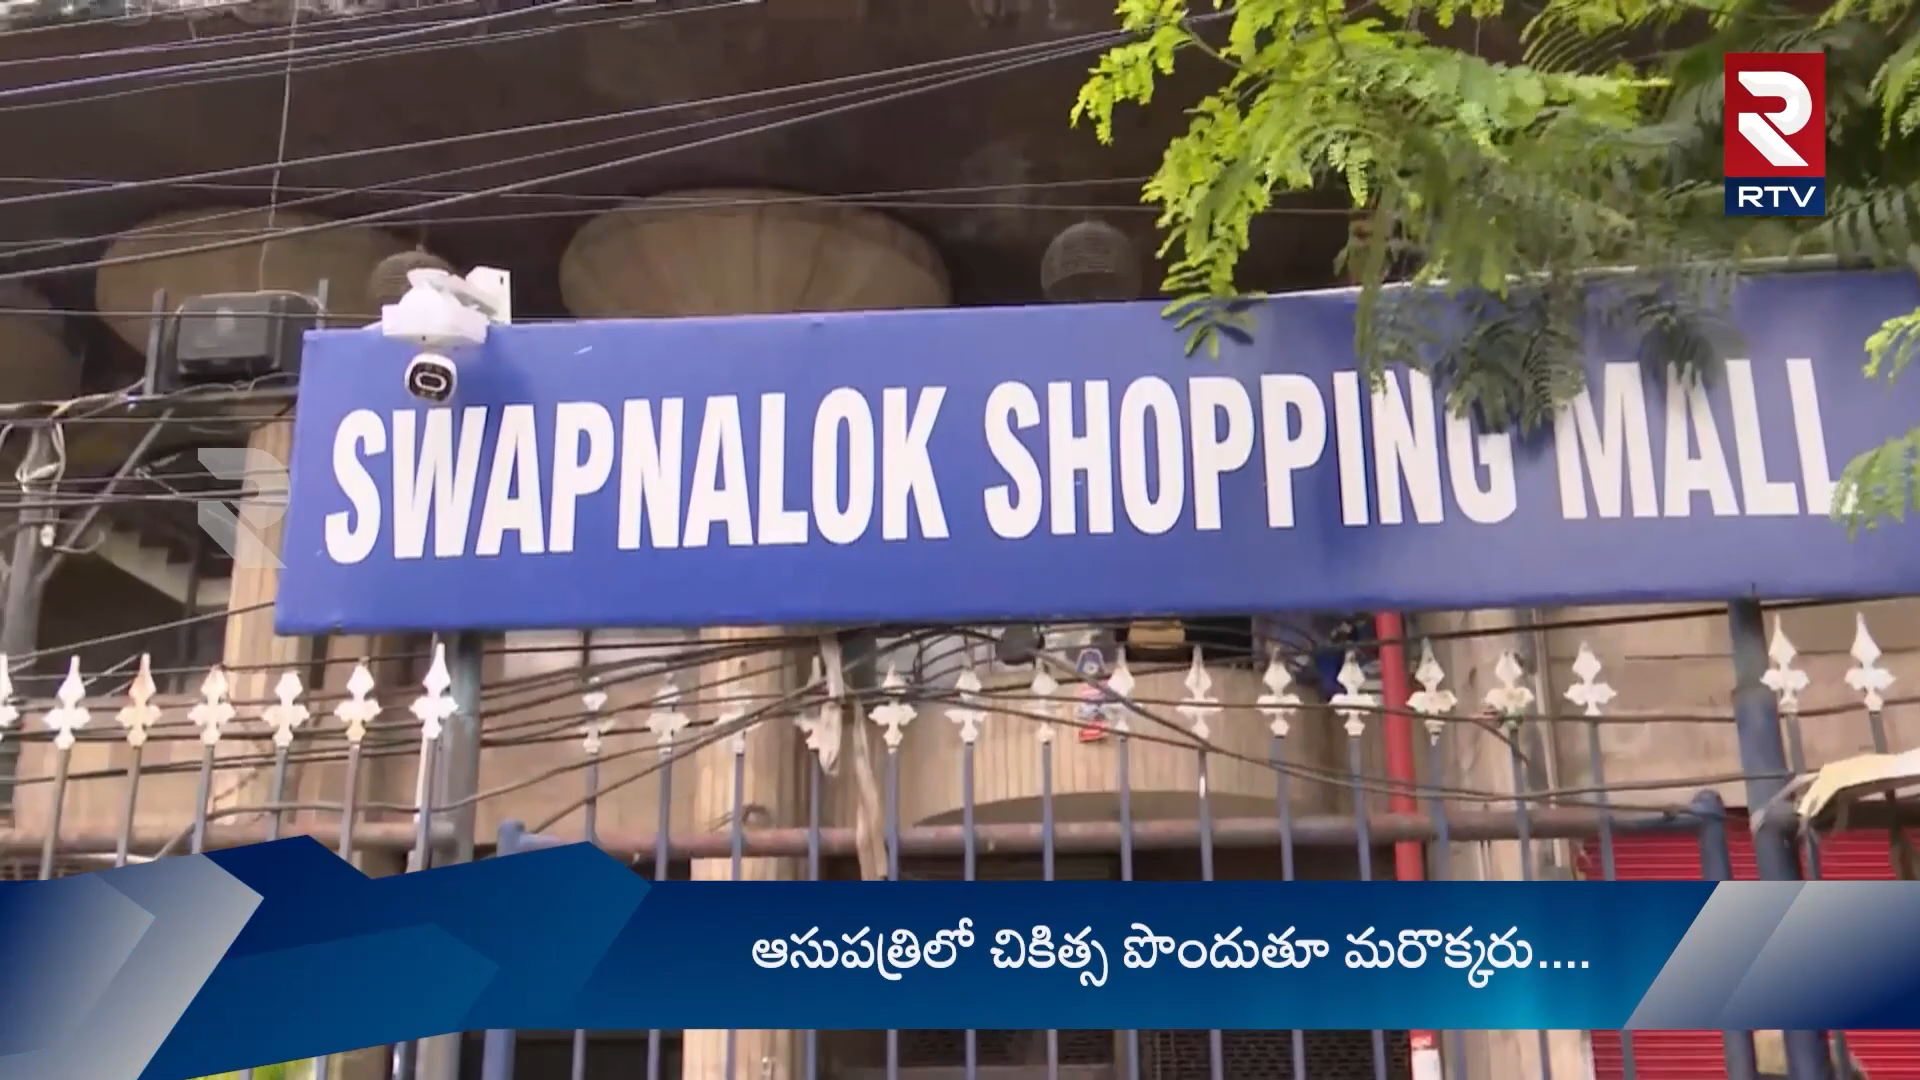 RTV
SWAPNALOK SHOPPING MALL
ఆసుపత్రిలో చికిత్స పొందుతూ మరొక్కరు....